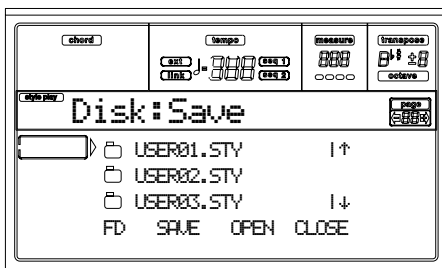 chord tempo measure transpose
ext seq 1
link seq 2
octave
style play
Disk:Save
page
USER01.STY
USER02.STY
USER03.STY
FD SAVE OPEN CLOSE